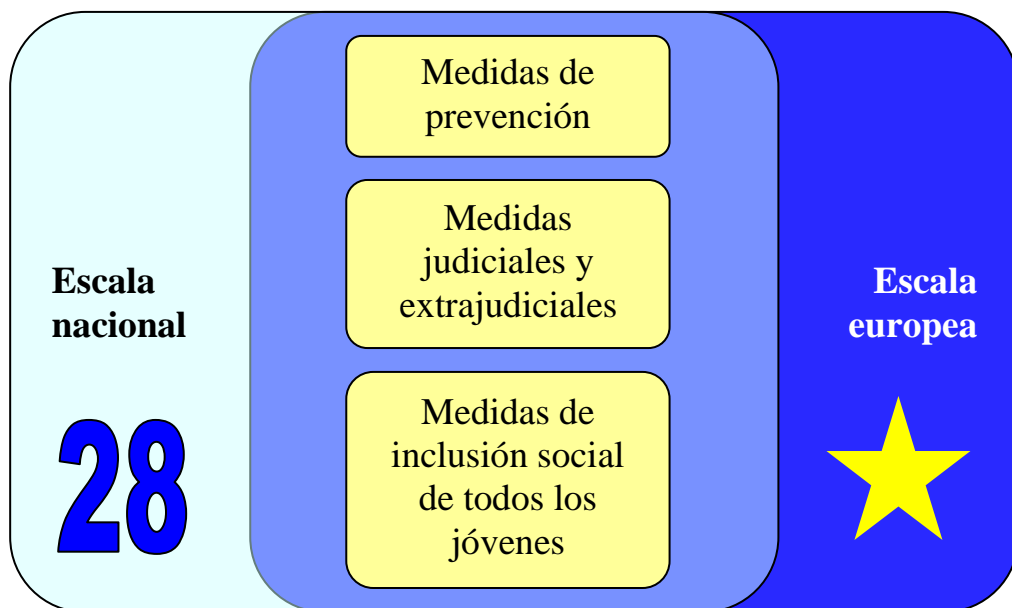 Medidas de
prevención
Medidas
judiciales y
extrajudiciales
Medidas de
inclusión social
de todos los
jóvenes
Escala
nacional
28
Escala
europea